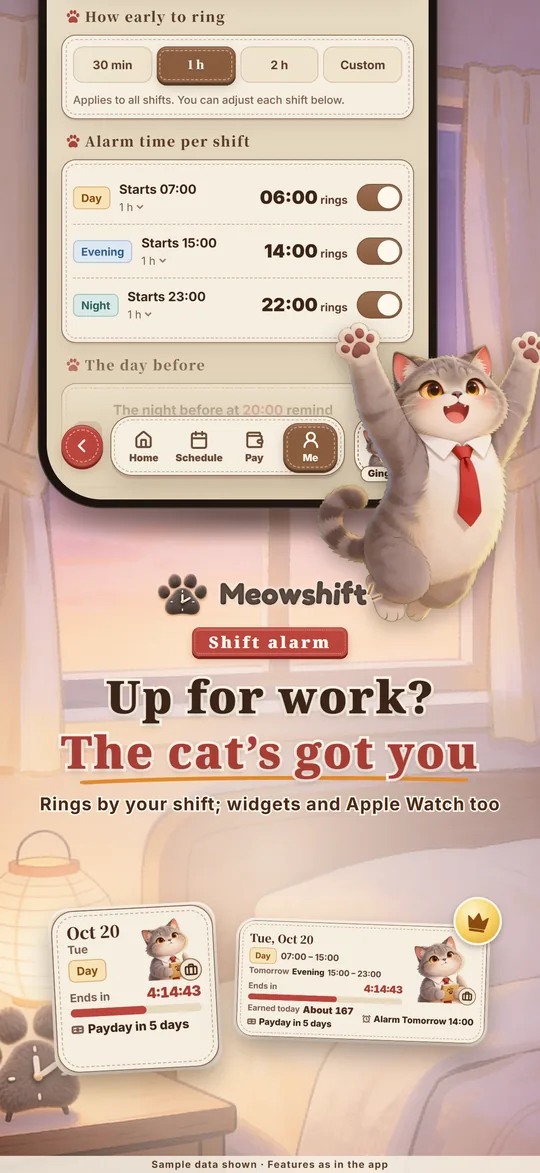 How early to ring
30 min
1 h
2 h
Custom
Applies to all shifts. You can adjust each shift below.
Alarm time per shift
Day
Starts 07:00
1 h
06:00 rings
Evening
Starts 15:00
1 h
14:00 rings
Night
Starts 23:00
1 h
22:00 rings
The day before
The night before at 20:00 remind
Home
Schedule
Pay
Me
Meowshift
Shift alarm
Up for work?
The cat's got you
Rings by your shift; widgets and Apple Watch too
Oct 20
Tue
Day
Ends in
4:14:43
Payday in 5 days
Tue, Oct 20
Day
07:00 – 15:00
Tomorrow Evening 15:00 – 23:00
Ends in
4:14:43
Earned today About 167
Payday in 5 days
Alarm Tomorrow 14:00
Sample data shown · Features as in the app